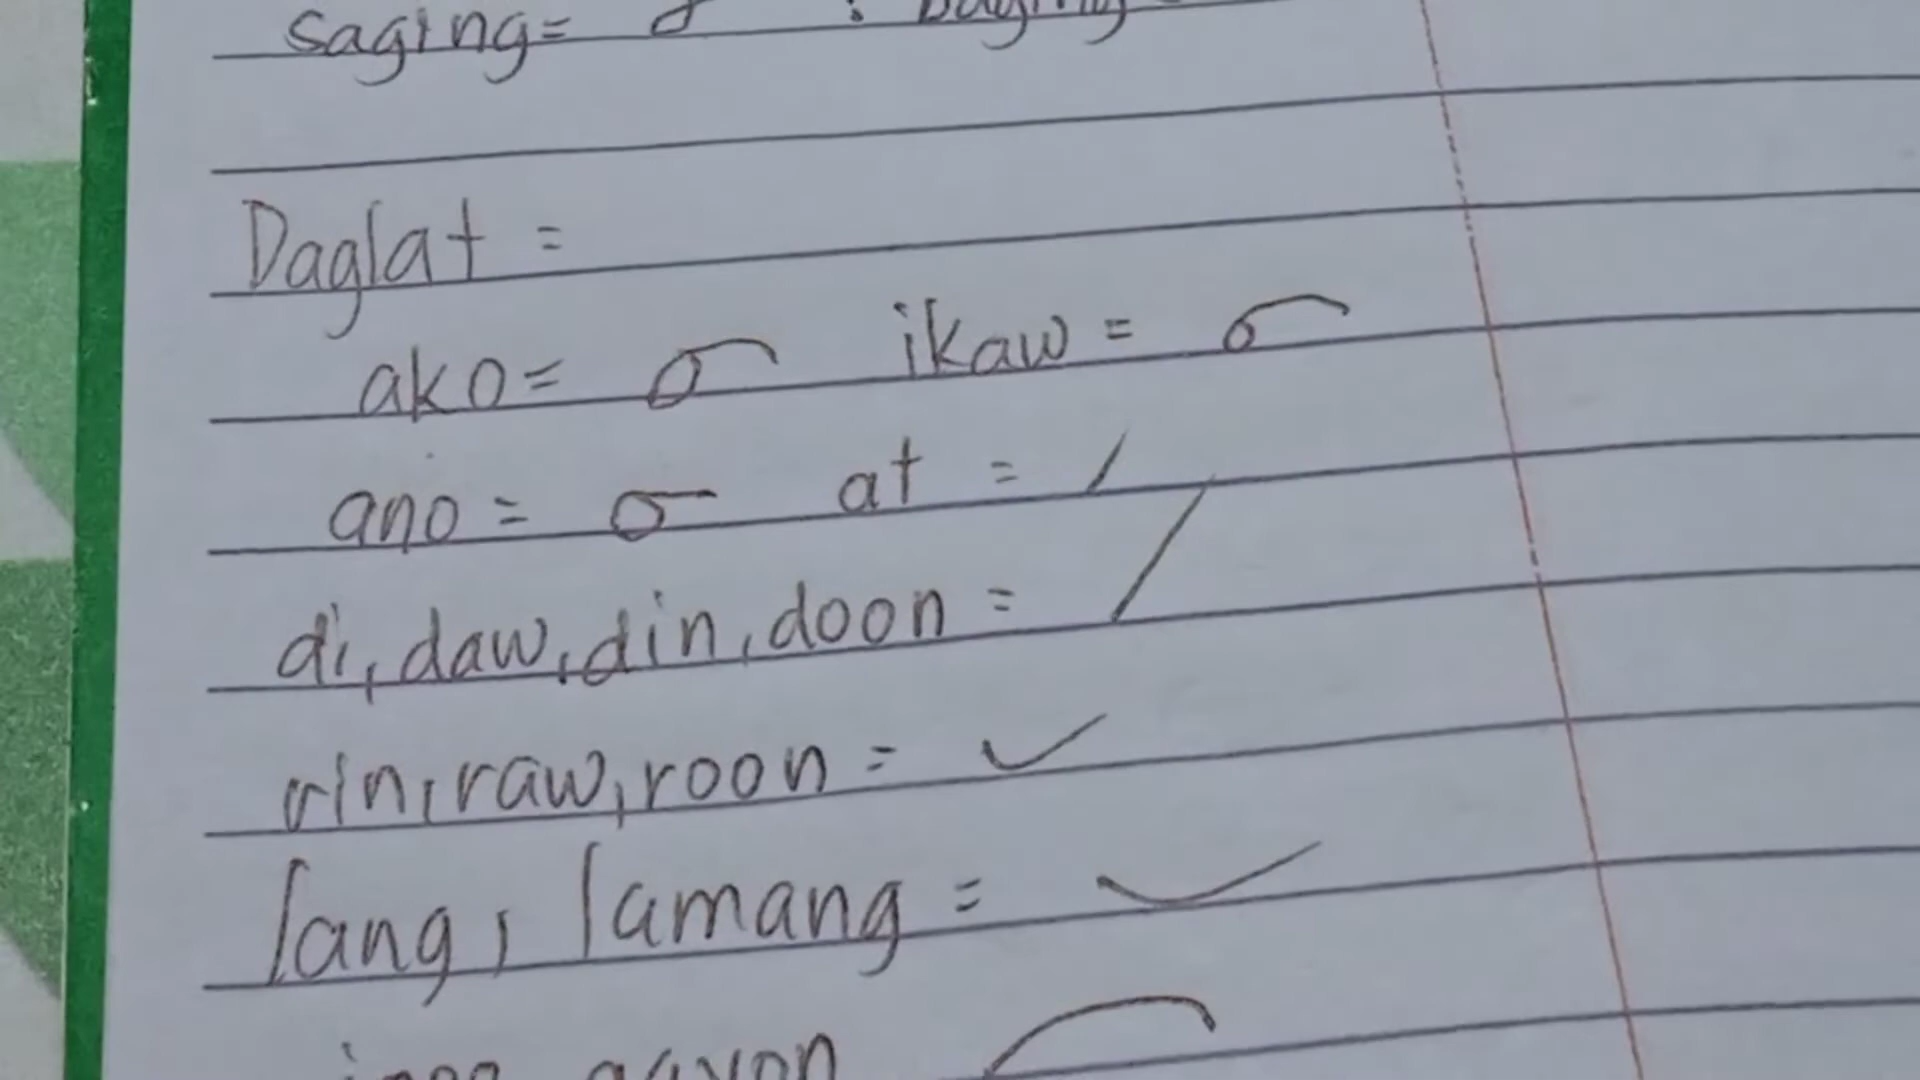 saging=
Daglat =
ako= ikaw =
ano = at =
di, daw, din, doon =
rin, raw, roon =
lang, lamang =